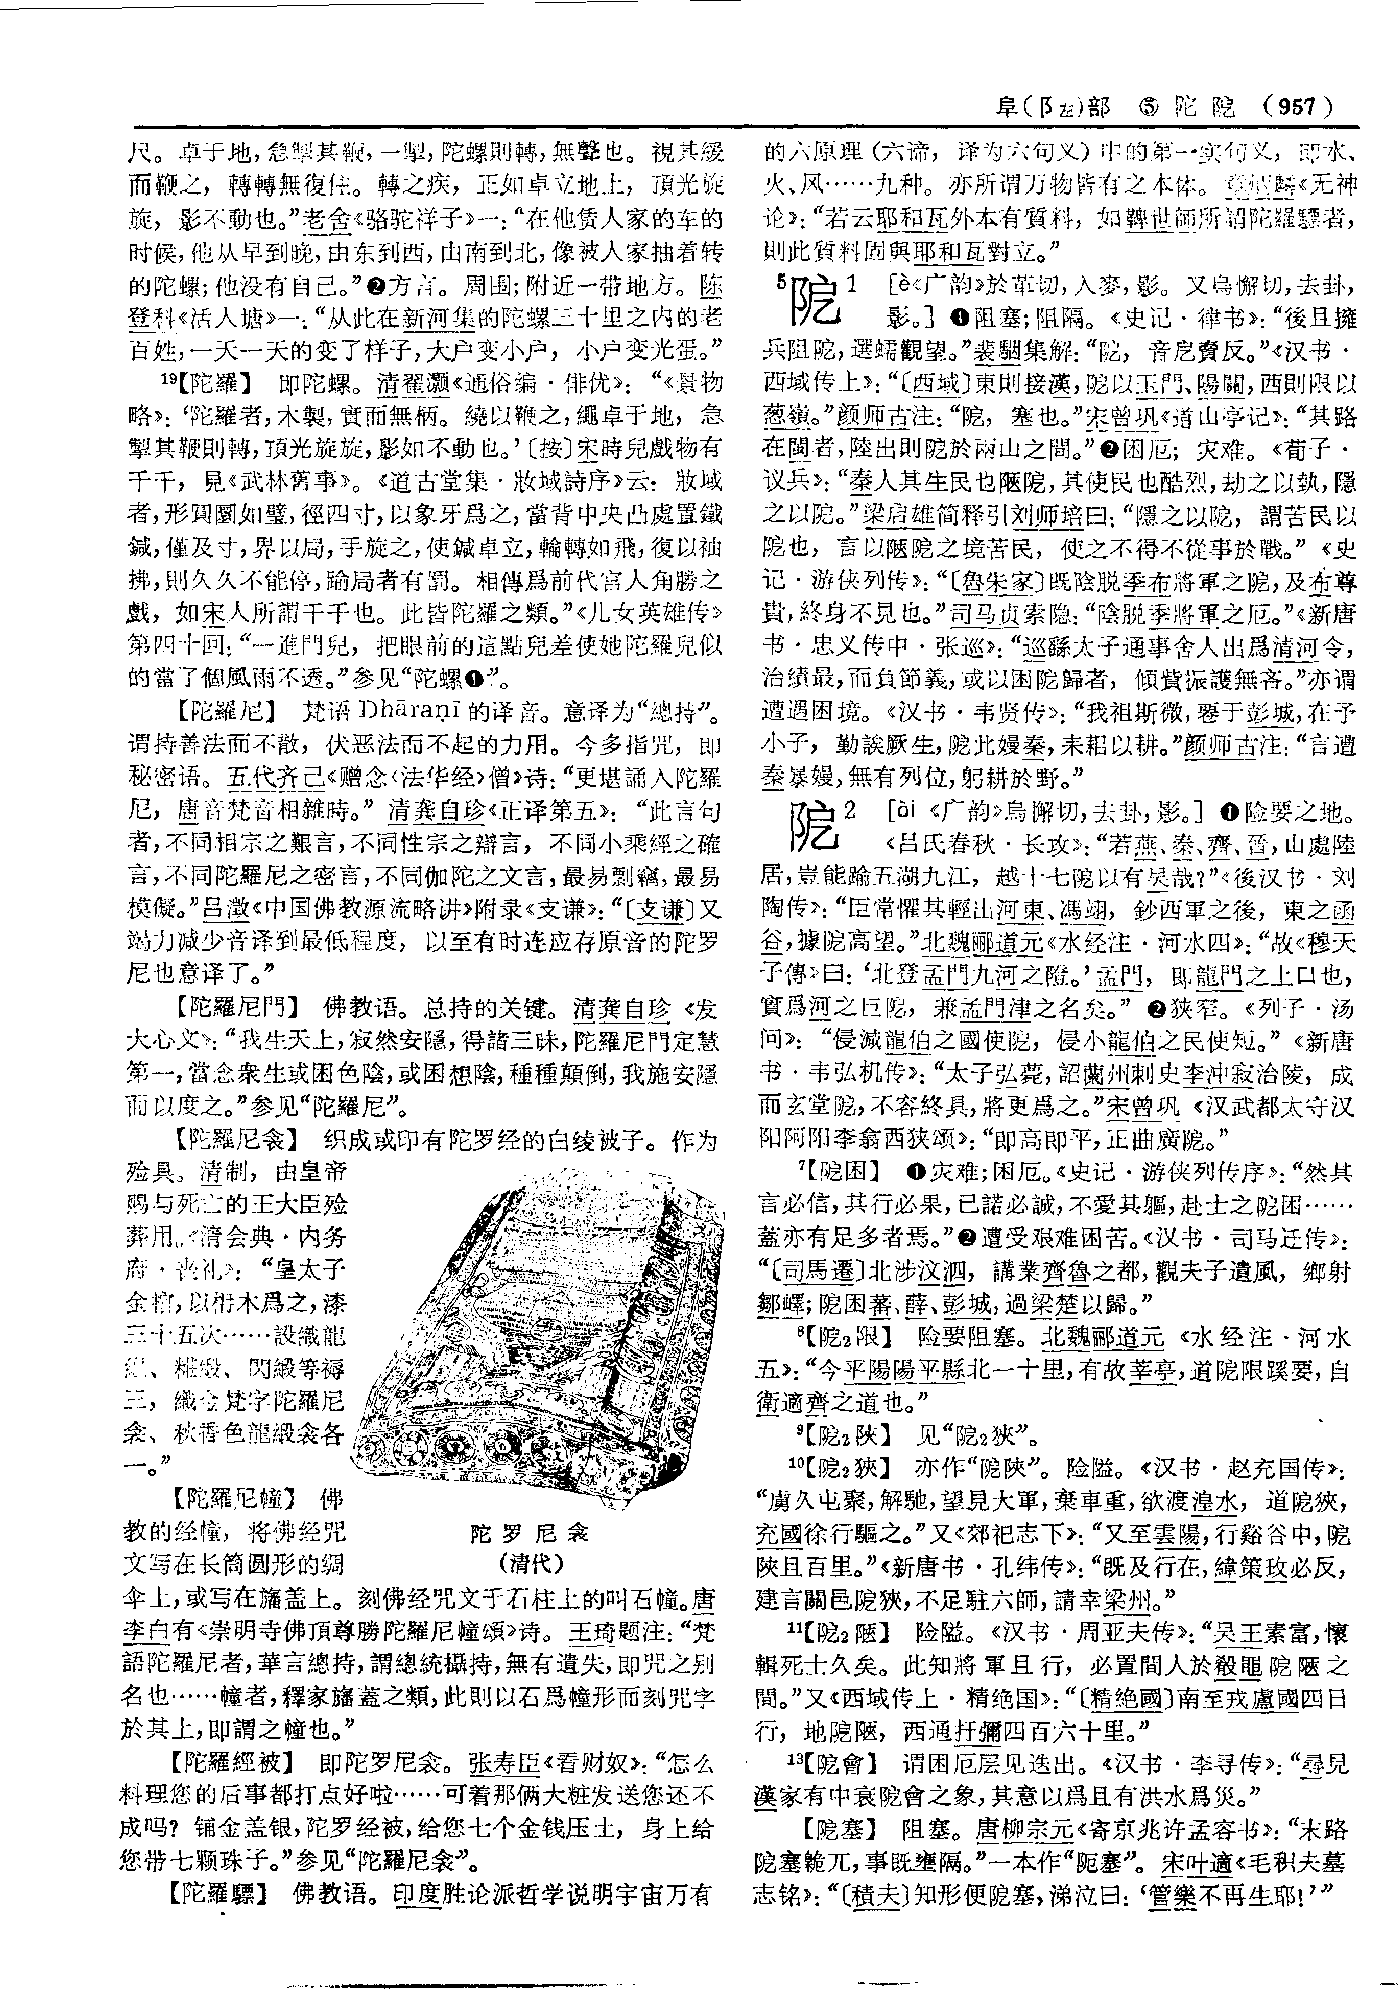 阜(阝左)部 ⑤ 陀 阸 (957)
尺。卓于地，急掣其鞭，一掣，陀螺則轉，無聲也。視其緩
而鞭之，轉轉無復住。轉之疾，正如卓立地上，頂光旋
旋，影不動也。”老舍《骆驼祥子》一：“在他赁人家的车的
时候，他从早到晚，由东到西，由南到北，像被人家抽着转
的陀螺；他没有自己。”❷方言。周围；附近一带地方。陈
登科《活人塘》一：“从此在新河集的陀螺三十里之内的老
百姓，一天一天的变了样子，大户变小户，小户变光蛋。”
19【陀羅】 即陀螺。清翟灏《通俗编·俳优》：“《景物
略》：‘陀羅者，木製，實而無柄。繞以鞭之，繩卓于地，急
掣其鞭則轉，頂光旋旋，影如不動也。’〔按〕宋時兒戲物有
千千，見《武林舊事》。《道古堂集·妝域詩序》云：妝域
者，形圓圜如璧，徑四寸，以象牙爲之，當背中央凸處置鐵
鍼，僅及寸，界以局，手旋之，使鍼卓立，輪轉如飛，復以袖
拂，則久久不能停，踰局者有罰。相傳爲前代宮人角勝之
戲，如宋人所謂千千也。此皆陀羅之類。”《儿女英雄传》
第四十回：“一進門兒，把眼前的這點兒差使她陀羅兒似
的當了個風雨不透。”参见“陀螺❶”。
【陀羅尼】 梵语 Dhāraṇī 的译音。意译为“總持”。
谓持善法而不散，伏恶法而不起的力用。今多指咒，即
秘密语。五代齐己《赠念〈法华经〉僧》诗：“更堪誦入陀羅
尼，唐音梵音相雜時。”清龚自珍《正译第五》：“此言句
者，不同相宗之艱言，不同性宗之辯言，不同小乘經之確
言，不同陀羅尼之密言，不同伽陀之文言，最易剽竊，最易
模儗。”吕澂《中国佛教源流略讲》附录《支谦》：“〔支谦〕又
竭力减少音译到最低程度，以至有时连应存原音的陀罗
尼也意译了。”
【陀羅尼門】 佛教语。总持的关键。清龚自珍《发
大心文》：“我生天上，寂然安隱，得諸三昧，陀羅尼門定慧
第一，當念衆生或困色陰，或困想陰，種種顛倒，我施安隱
而以度之。”参见“陀羅尼”。
【陀羅尼衾】 织成或印有陀罗经的白绫被子。作为
殓具。清制，由皇帝
赐与死亡的王大臣殓
葬用。《清会典·内务
府·丧礼》：“皇太子
金棺，以栴木爲之，漆
三十五次……設織龍
、粧緞、閃緞等褥
三，織金梵字陀羅尼
衾、秋香色龍緞衾各
一。”
【陀羅尼幢】 佛
教的经幢，将佛经咒
文写在长筒圆形的绸
伞上，或写在旛盖上。刻佛经咒文于石柱上的叫石幢。唐
李白有《崇明寺佛頂尊勝陀羅尼幢頌》诗。王琦题注：“梵
語陀羅尼者，華言總持，謂總統攝持，無有遺失，即咒之别
名也……幢者，釋家旛蓋之類，此則以石爲幢形而刻咒字
於其上，即謂之幢也。”
陀罗尼衾
(清代)
【陀羅經被】 即陀罗尼衾。张寿臣《看财奴》：“怎么
料理您的后事都打点好啦……可着那俩大粧发送您还不
成吗？铺金盖银，陀罗经被，给您七个金钱压土，身上给
您带七颗珠子。”参见“陀羅尼衾”。
【陀羅驃】 佛教语。印度胜论派哲学说明宇宙万有
的六原理(六谛，译为六句义)中的第一实句义，即水、
火、风……九种。亦所谓万物皆有之本体。章炳麟《无神
论》：“若云耶和瓦外本有質料，如鞞世師所謂陀羅驃者，
則此質料固與耶和瓦對立。”
5阸1 [è《广韵》於革切，入麥，影。又烏懈切，去卦，
影。] ❶阻塞；阻隔。《史记·律书》：“後且擁
兵阻阸，選蠕觀望。”裴駰集解：“阸，音戹賣反。”《汉书·
西域传上》：“〔西域〕東則接漢，阸以玉門、陽關，西則限以
葱嶺。”颜师古注：“阸，塞也。”宋曾巩《道山亭记》：“其路
在閩者，陸出則阸於兩山之間。”❷困厄；灾难。《荀子·
议兵》：“秦人其生民也陿阸，其使民也酷烈，劫之以埶，隱
之以阸。”梁启雄简释引刘师培曰：“隱之以阸，謂苦民以
阸也，言以陿阸之境苦民，使之不得不從事於戰。”《史
记·游侠列传》：“〔魯朱家〕既陰脱季布將軍之阸，及布尊
貴，終身不見也。”司马贞索隐：“陰脱季將軍之厄。”《新唐
书·忠义传中·张巡》：“巡繇太子通事舍人出爲清河令，
治績最，而負節義，或以困阸歸者，傾貲振護無吝。”亦谓
遭遇困境。《汉书·韦贤传》：“我祖斯微，遷于彭城，在予
小子，勤誒厥生，阸此嫚秦，耒耜以耕。”颜师古注：“言遭
秦暴嫚，無有列位，躬耕於野。”
阸2 [ài《广韵》烏懈切，去卦，影。] ❶险要之地。
《吕氏春秋·长攻》：“若燕、秦、齊、晉，山處陸
居，豈能踰五湖九江，越十七阸以有吴哉？”《後汉书·刘
陶传》：“臣常懼其輕出河東、馮翊，鈔西軍之後，東之函
谷，據阸高望。”北魏郦道元《水经注·河水四》：“故《穆天
子傳》曰：‘北登孟門九河之隥。’孟門，即龍門之上口也，
實爲河之巨阸，兼孟門津之名矣。” ❷狭窄。《列子·汤
问》：“侵減龍伯之國使阸，侵小龍伯之民使短。”《新唐
书·韦弘机传》：“太子弘薨，詔蘭州刺史李冲寂治陵，成
而玄堂阸，不容終具，將更爲之。”宋曾巩《汉武都太守汉
阳阿阳李翕西狭颂》：“即高即平，正曲廣阸。”
7【阸困】 ❶灾难；困厄。《史记·游侠列传序》：“然其
言必信，其行必果，已諾必誠，不愛其軀，赴士之阸困……
蓋亦有足多者焉。”❷遭受艰难困苦。《汉书·司马迁传》：
“〔司馬遷〕北涉汶泗，講業齊魯之都，觀夫子遺風，鄉射
鄒嶧；阸困蕃、薛、彭城，過梁楚以歸。”
8【阸2限】 险要阻塞。北魏郦道元《水经注·河水
五》：“今平陽陽平縣北一十里，有故莘亭，道阸限蹊要，自
衛適齊之道也。”
9【阸2陜】 见“阸2狹”。
10【阸2狹】 亦作“阸陜”。险隘。《汉书·赵充国传》：
“虜久屯聚，解馳，望見大軍，棄車重，欲渡湟水，道阸狹，
充國徐行驅之。”又《郊祀志下》：“又至雲陽，行谿谷中，阸
陜且百里。”《新唐书·孔纬传》：“既及行在，緯策玫必反，
建言關邑阸狹，不足駐六師，請幸梁州。”
11【阸2陿】 险隘。《汉书·周亚夫传》：“吴王素富，懷
輯死士久矣。此知將軍且行，必置間人於殽黽阸陿之
間。”又《西域传上·精绝国》：“〔精絶國〕南至戎盧國四日
行，地阸陿，西通扜彌四百六十里。”
13【阸會】 谓困厄层见迭出。《汉书·李寻传》：“尋見
漢家有中衰阸會之象，其意以爲且有洪水爲災。”
【阸塞】 阻塞。唐柳宗元《寄京兆许孟容书》：“末路
阸塞臲兀，事既壅隔。”一本作“阨塞”。宋叶適《毛积夫墓
志铭》：“〔積夫〕知形便阸塞，涕泣曰：‘管樂不再生耶！’”